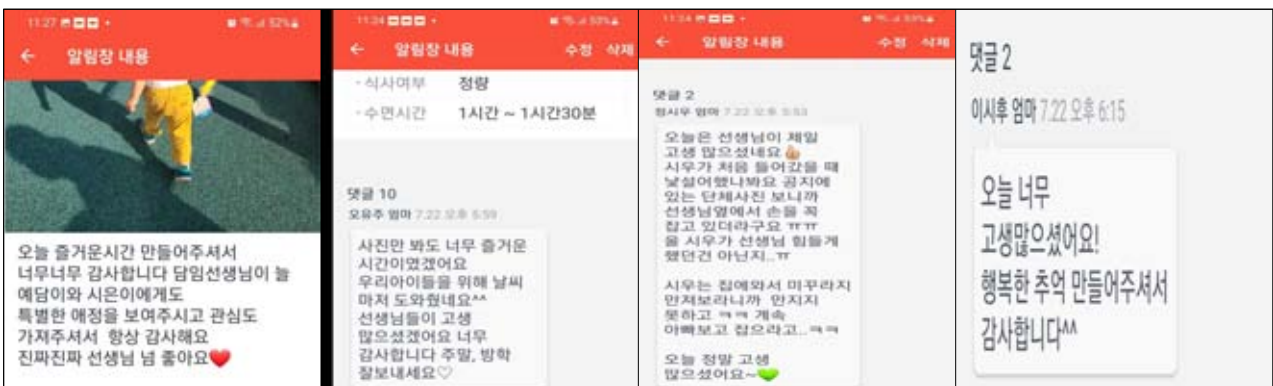 11:27
52%
알림장 내용
오늘 즐거운시간 만들어주셔서
너무너무 감사합니다 담임선생님이 늘
예담이와 시은이에게도
특별한 애정을 보여주시고 관심도
가져주셔서 항상 감사해요
진짜진짜 선생님 넘 좋아요❤️
11:34
53%
알림장 내용 수정 삭제
- 식사여부 정량
- 수면시간 1시간 ~ 1시간30분
댓글 10
오유주 엄마 7.22 오후 5:59
사진만 봐도 너무 즐거운
시간이였겠어요
우리아이들을 위해 날씨
마저 도와줬네요^^
선생님들이 고생
많으셨겠어요 너무
감사합니다 주말, 방학
잘보내세요♡
11:34
53%
알림장 내용 수정 삭제
댓글 2
엄마 7.22 오후 5:53
오늘은 선생님이 제일
고생 많으셨네요👍
시우가 처음 들어갔을 때
낯설어했나봐요 공지에
있는 단체사진 보니까
선생님옆에서 손을 꼭
잡고 있더라구요 ㅠㅠ
울 시우가 선생님 힘들게
했던건 아닌지..ㅠ
시우는 집에와서 미꾸라지
만져보라니까 만지지
못하고 ㅋㅋ 계속
아빠보고 잡으라고..ㅋㅋ
오늘 정말 고생
많으셨어요~💚
댓글 2
이시후 엄마 7.22 오후 6:15
오늘 너무
고생많으셨어요!
행복한 추억 만들어주셔서
감사합니다^^